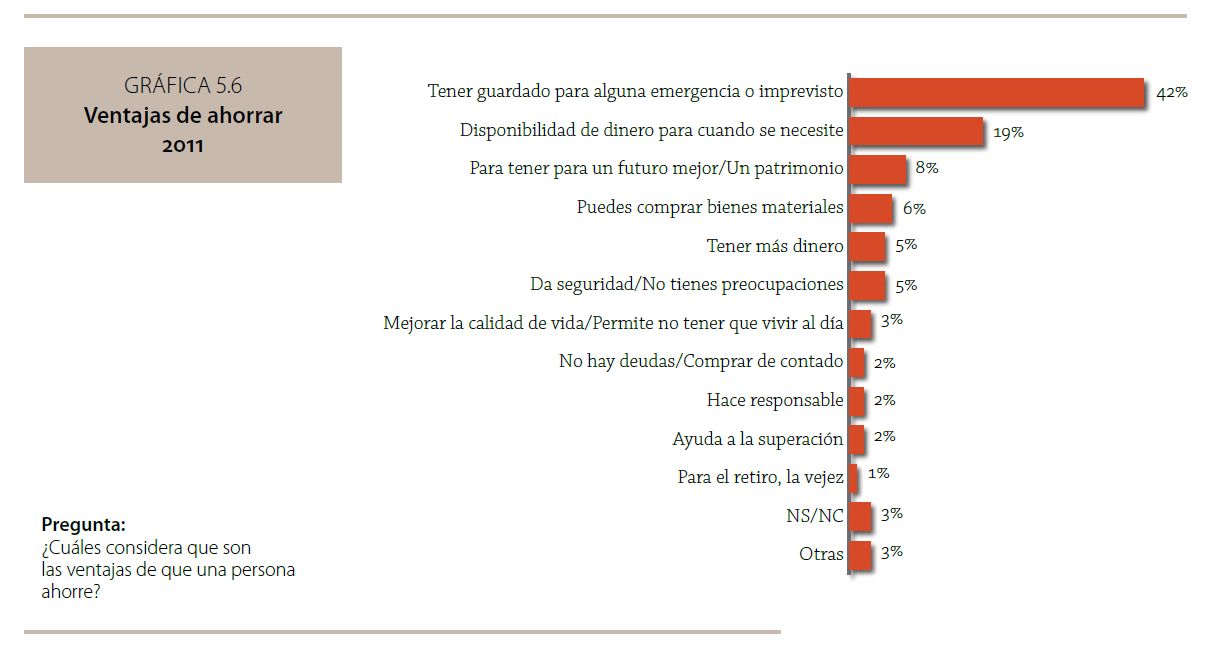 GRÁFICA 5.6
Ventajas de ahorrar
2011
Tener guardado para alguna emergencia o imprevisto 42%
Disponibilidad de dinero para cuando se necesite 19%
Para tener para un futuro mejor/Un patrimonio 8%
Puedes comprar bienes materiales 6%
Tener más dinero 5%
Da seguridad/No tienes preocupaciones 5%
Mejorar la calidad de vida/Permite no tener que vivir al día 3%
No hay deudas/Comprar de contado 2%
Hace responsable 2%
Ayuda a la superación 2%
Para el retiro, la vejez 1%
NS/NC 3%
Otras 3%
Pregunta:
¿Cuáles considera que son
las ventajas de que una persona
ahorre?